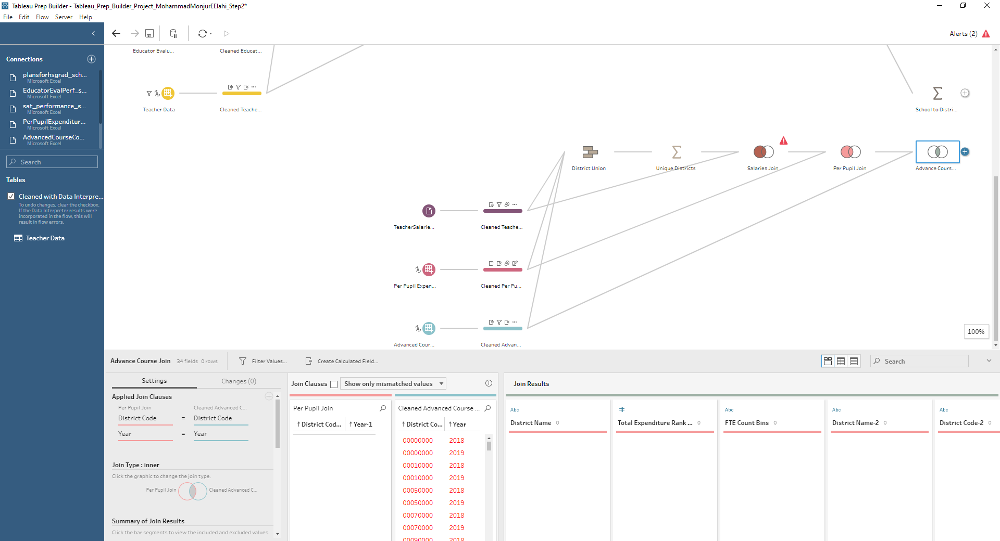 Tableau Prep Builder - Tableau_Prep_Builder_Project_MohammadMonjurEElahi_Step2*
File Edit Flow Server Help
Alerts (2)
Connections
plansforhsgrad_sch...
Microsoft Excel
EducatorEvalPerf_s...
Microsoft Excel
sat_performance_s...
Microsoft Excel
PerPupilExpenditur...
Microsoft Excel
AdvancedCourseCo...
Microsoft Excel
Search
Tables
Cleaned with Data Interpre...
To undo changes, clear the checkbox.
If the Data Interpreter results were
incorporated in the flow, this will
result in flow errors.
Teacher Data
Educator Evalu...
Cleaned Educat...
Teacher Data
Cleaned Teache...
School to Distri...
District Union
Unique Districts
Salaries Join
Per Pupil Join
Advance Cours...
TeacherSalarie...
Cleaned Teache...
Per Pupil Expen...
Cleaned Per Pu...
Advanced Cour...
Cleaned Advan...
100%
Advance Course Join 34 fields 0 rows
Filter Values...
Create Calculated Field...
Search
Settings
Changes (0)
Applied Join Clauses
Per Pupil Join Cleaned Advanced C...
District Code = District Code
Year = Year
Join Type : inner
Click the graphic to change the join type.
Per Pupil Join Cleaned Advanced C...
Summary of Join Results
Click the bar segments to view the included and excluded values.
Join Clauses Show only mismatched values
Per Pupil Join
District Cod... Year-1
Cleaned Advanced Course ...
District Co... Year
00000000 2018
00000000 2019
00010000 2018
00010000 2019
00050000 2018
00050000 2019
00070000 2018
00070000 2019
00090000 2018
Join Results
Abc
District Name 0
#
Total Expenditure Rank ... 0
Abc
FTE Count Bins 0
Abc
District Name-2 0
Abc
District Code-2 0